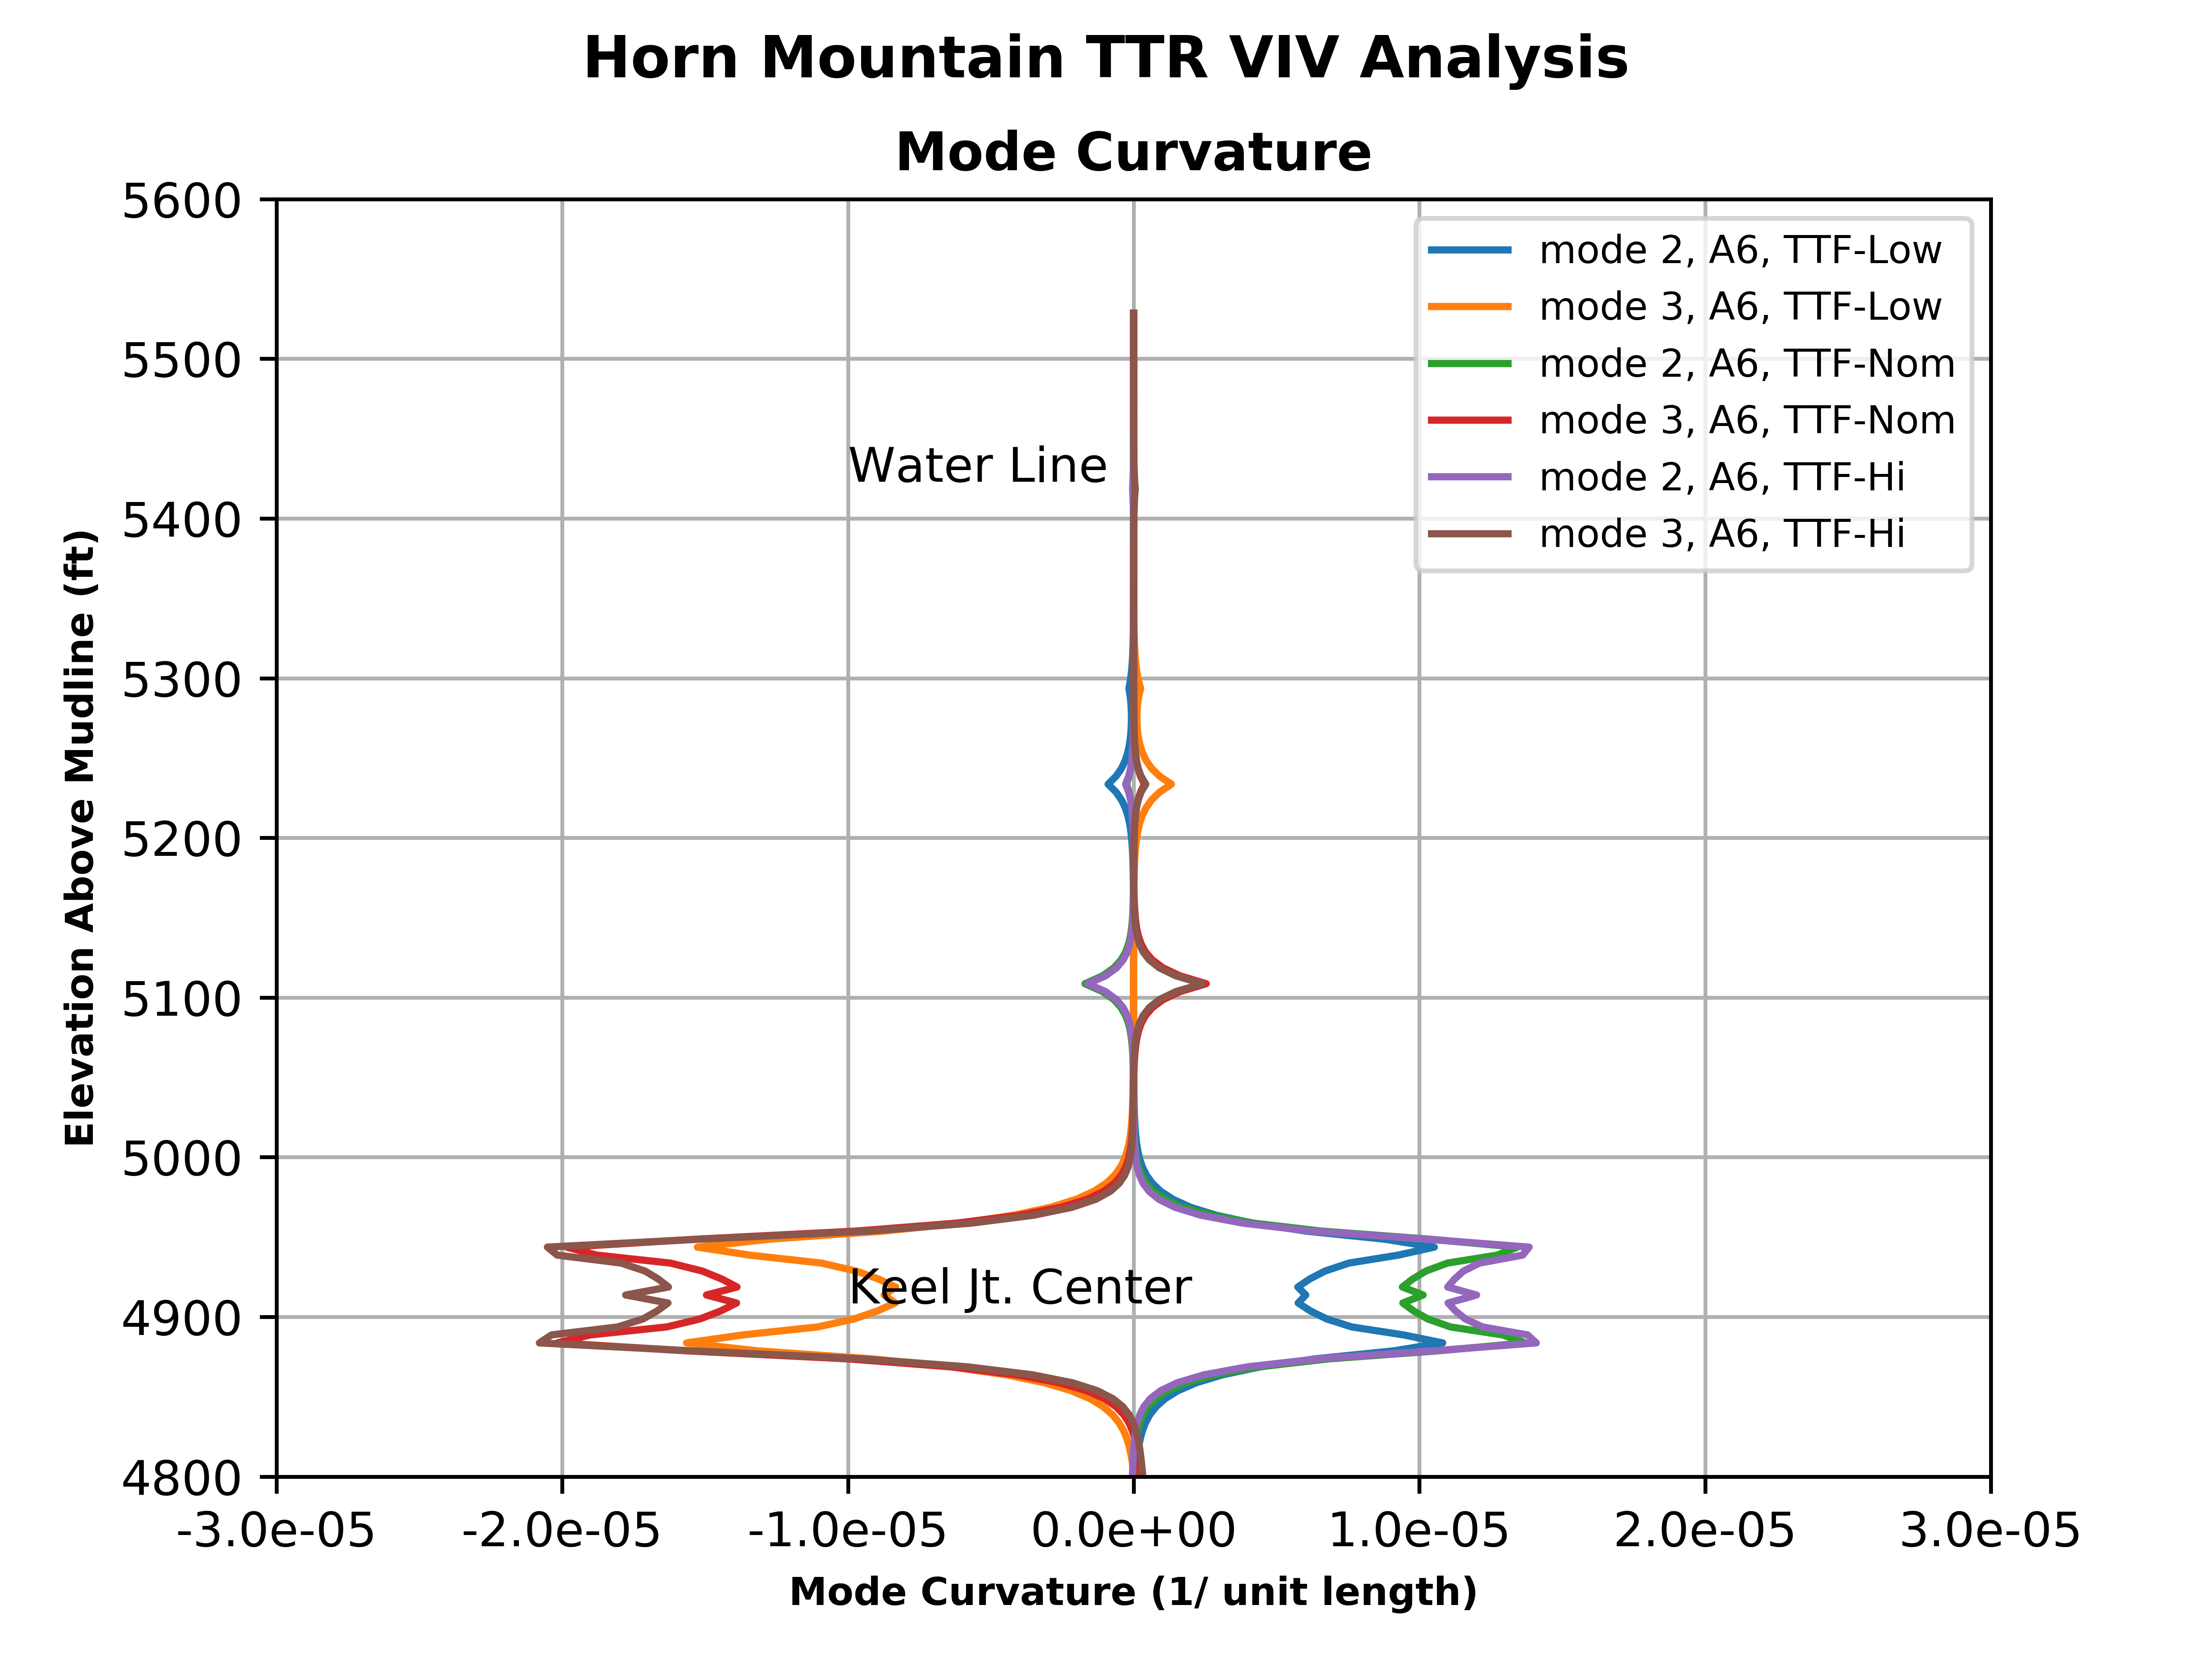 Horn Mountain TTR VIV Analysis
Mode Curvature
5600
5500
5400
5300
5200
5100
5000
4900
4800
Elevation Above Mudline (ft)
mode 2, A6, TTF-Low
mode 3, A6, TTF-Low
mode 2, A6, TTF-Nom
mode 3, A6, TTF-Nom
mode 2, A6, TTF-Hi
mode 3, A6, TTF-Hi
Water Line
Keel Jt. Center
-3.0e-05 -2.0e-05 -1.0e-05 0.0e+00 1.0e-05 2.0e-05 3.0e-05
Mode Curvature (1/ unit length)